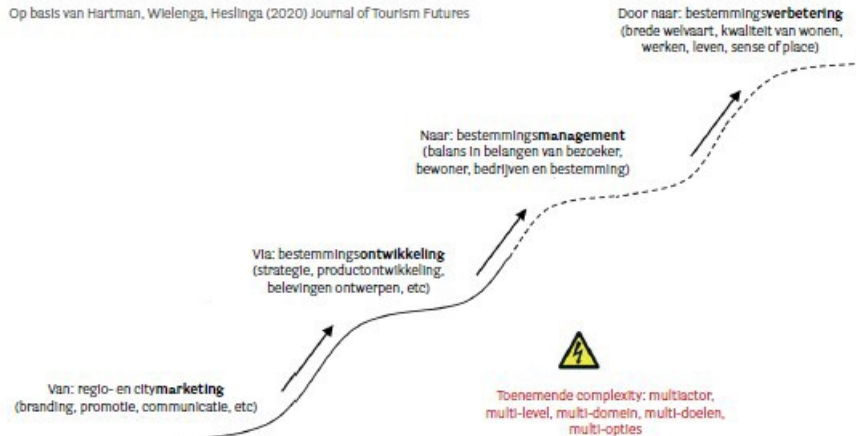 Op basis van Hartman, Wielenga, Heslinga (2020) Journal of Tourism Futures
Door naar: bestemmingsverbetering
(brede welvaart, kwaliteit van wonen,
werken, leven, sense of place)
Naar: bestemmingsmanagement
(balans in belangen van bezoeker,
bewoner, bedrijven en bestemming)
Via: bestemmingsontwikkeling
(strategie, productontwikkeling,
belevingen ontwerpen, etc)
Van: regio- en citymarketing
(branding, promotie, communicatie, etc)
Toenemende complexity: multiactor,
multi-level, multi-domein, multi-doelen,
multi-opties